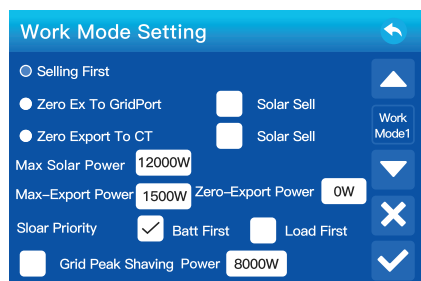 Work Mode Setting
Selling First
Zero Ex To GridPort Solar Sell
Work
Mode1
Zero Export To CT Solar Sell
Max Solar Power 12000W
Max-Export Power 1500W Zero-Export Power 0W
Sloar Priority Batt First Load First
Grid Peak Shaving Power 8000W